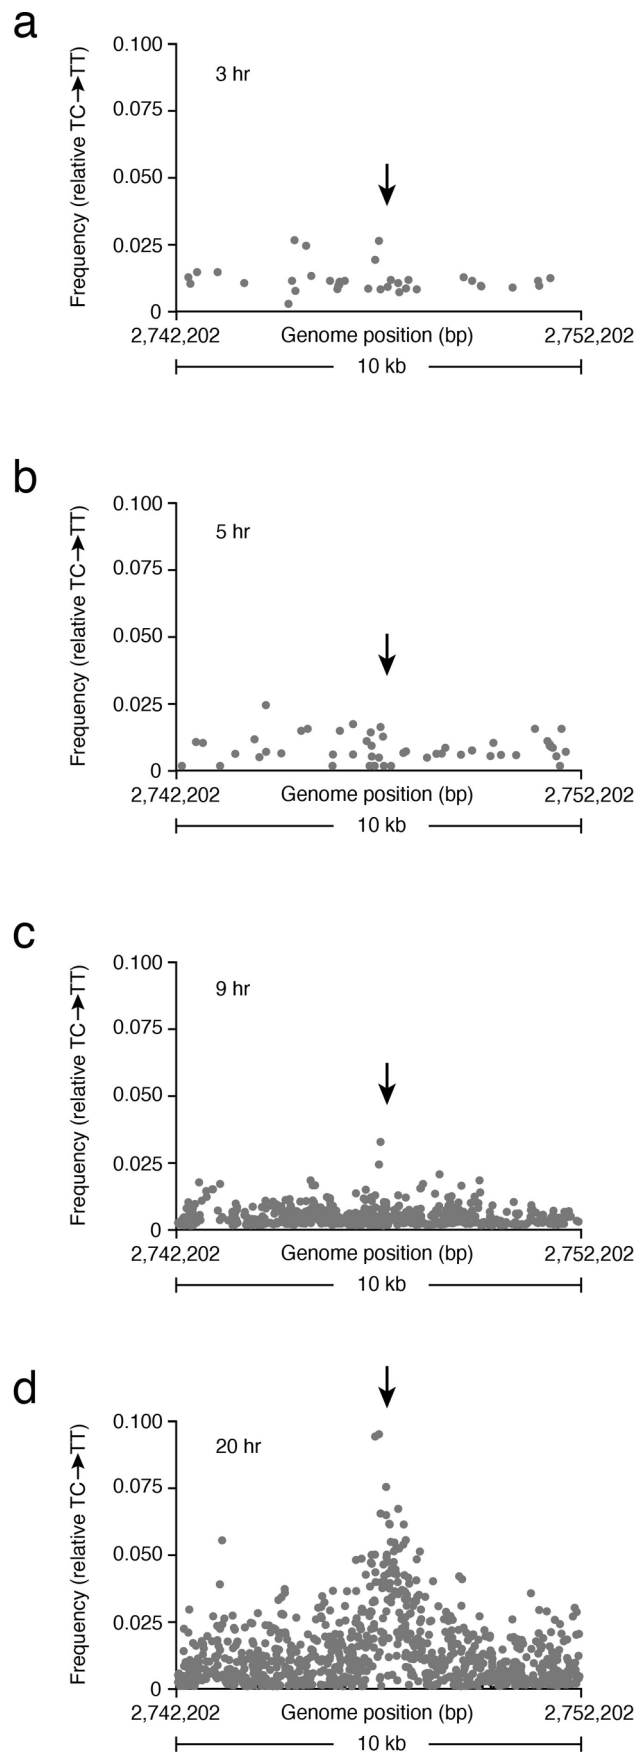 a
Frequency (relative TC→TT)
0.100
3 hr
0.075
0.050
0.025
0
2,742,202 Genome position (bp) 2,752,202
10 kb
b
Frequency (relative TC→TT)
0.100
5 hr
0.075
0.050
0.025
0
2,742,202 Genome position (bp) 2,752,202
10 kb
c
Frequency (relative TC→TT)
0.100
9 hr
0.075
0.050
0.025
0
2,742,202 Genome position (bp) 2,752,202
10 kb
d
Frequency (relative TC→TT)
0.100
20 hr
0.075
0.050
0.025
0
2,742,202 Genome position (bp) 2,752,202
10 kb